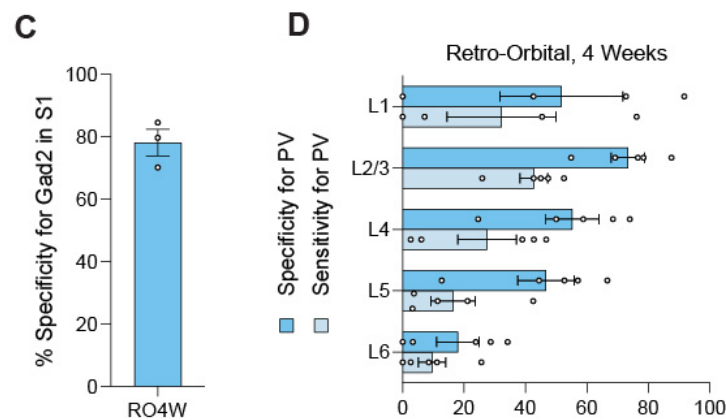 C
% Specificity for Gad2 in S1
100
80
60
40
20
0
RO4W
D
Specificity for PV
Sensitivity for PV
Retro-Orbital, 4 Weeks
L1
L2/3
L4
L5
L6
0 20 40 60 80 100